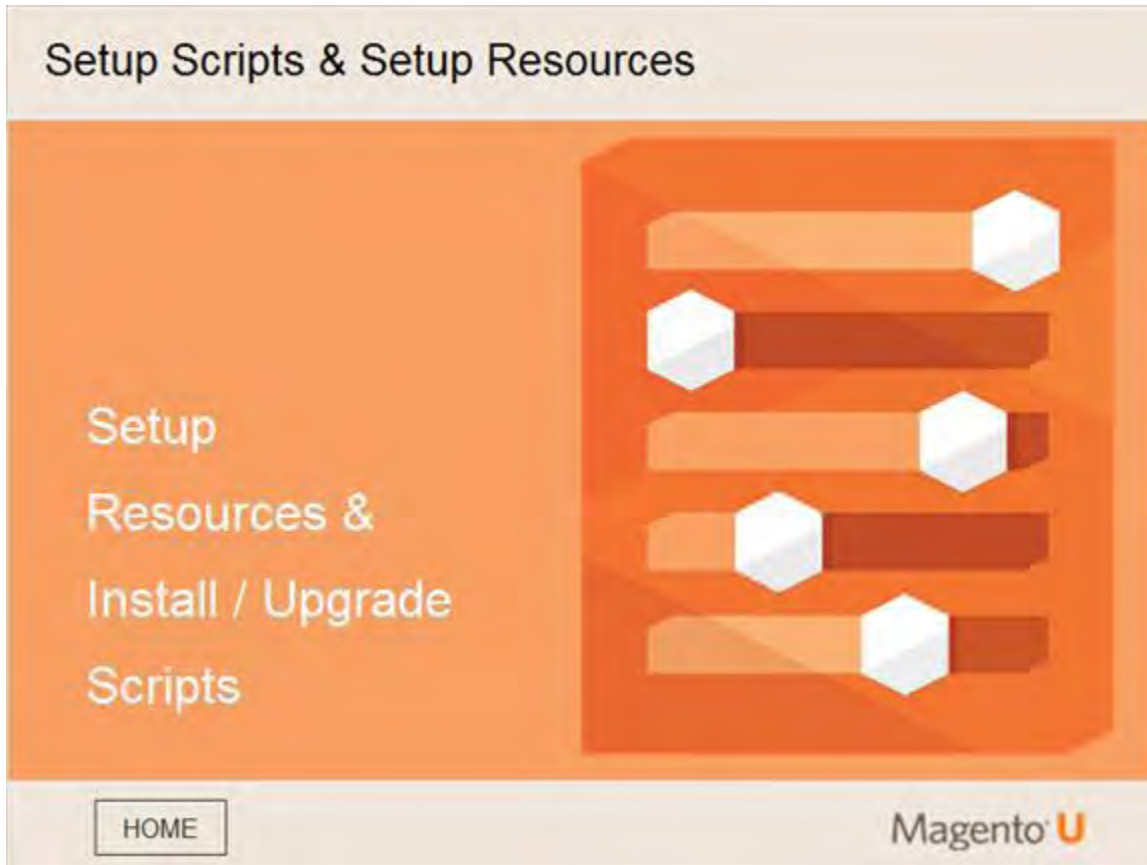 Setup Scripts & Setup Resources
Setup
Resources &
Install / Upgrade
Scripts
HOME
Magento U